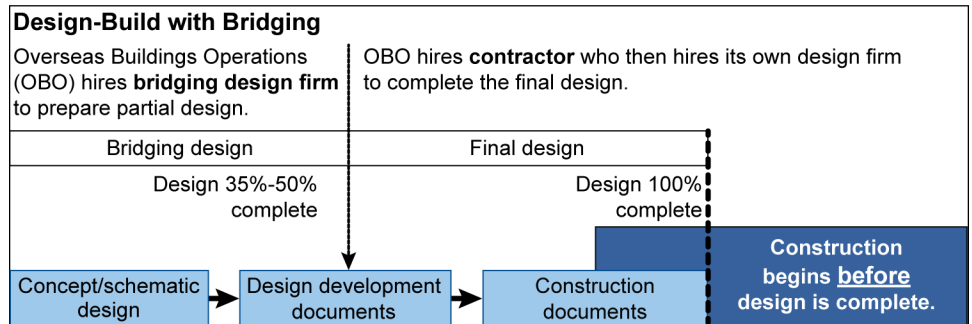 Design-Build with Bridging
Overseas Buildings Operations
(OBO) hires bridging design firm
to prepare partial design.
OBO hires contractor who then hires its own design firm
to complete the final design.
Bridging design
Final design
Design 35%-50%
complete
Design 100%
complete
Concept/schematic
design
Design development
documents
Construction
documents
Construction
begins before
design is complete.